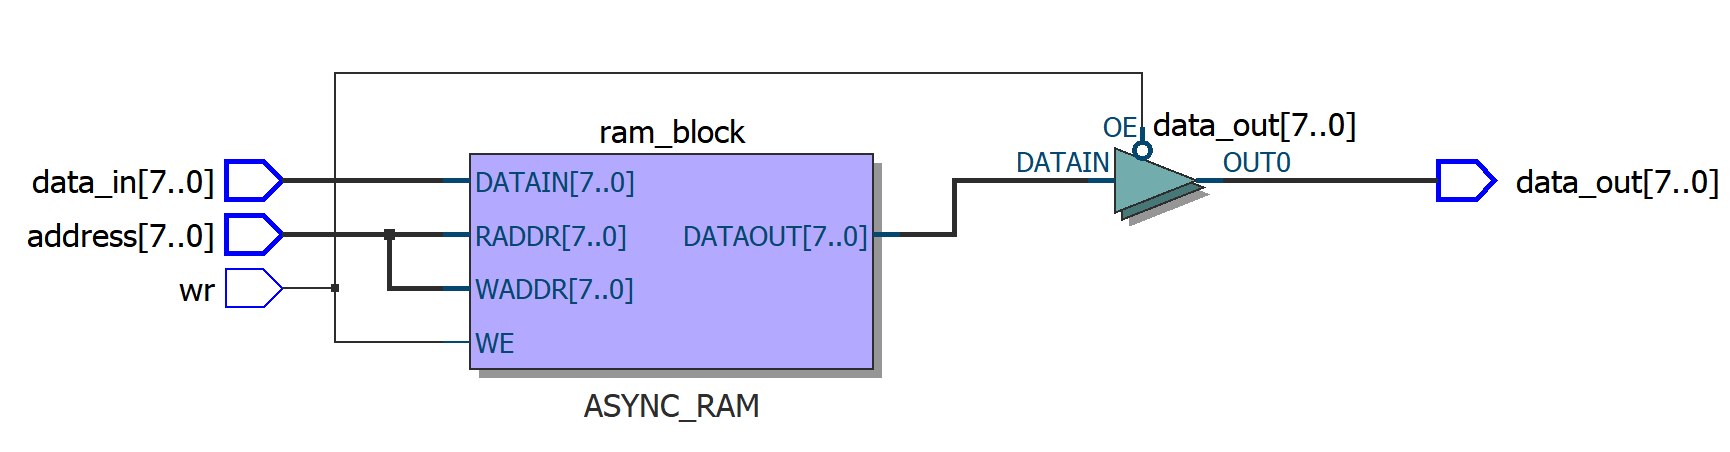 ram_block
OE
data_out[7..0]
data_in[7..0]
DATAIN[7..0]
DATAIN
OUT0
data_out[7..0]
address[7..0]
RADDR[7..0]
DATAOUT[7..0]
wr
WADDR[7..0]
WE
ASYNC_RAM